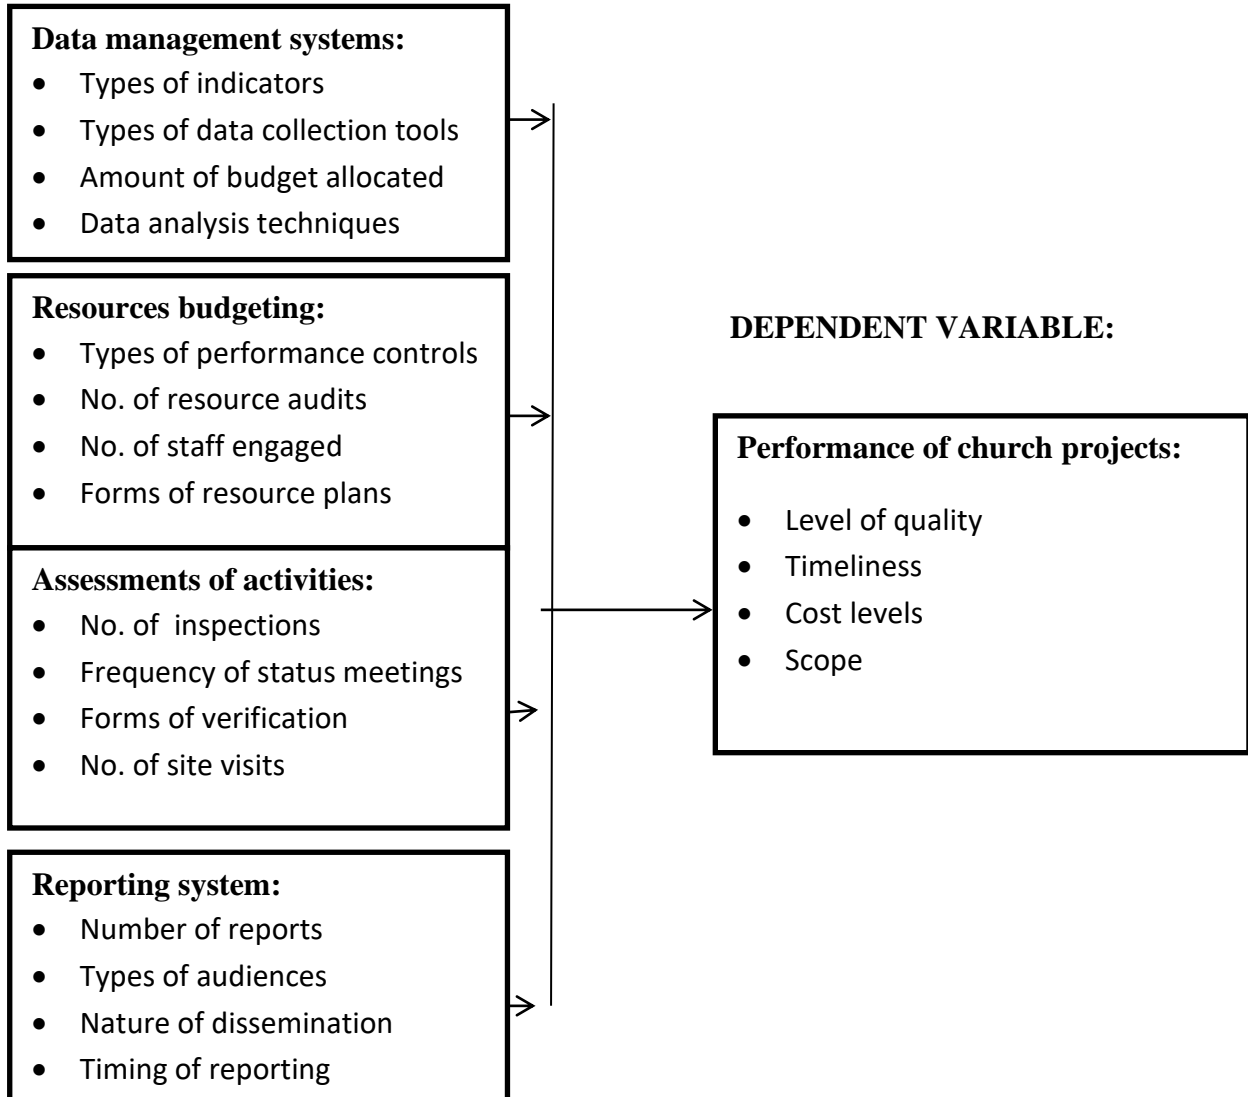 Data management systems:
• Types of indicators
• Types of data collection tools
• Amount of budget allocated
• Data analysis techniques
Resources budgeting:
• Types of performance controls
• No. of resource audits
• No. of staff engaged
• Forms of resource plans
Assessments of activities:
• No. of  inspections
• Frequency of status meetings
• Forms of verification
• No. of site visits
Reporting system:
• Number of reports
• Types of audiences
• Nature of dissemination
• Timing of reporting
DEPENDENT VARIABLE:
Performance of church projects:
• Level of quality
• Timeliness
• Cost levels
• Scope